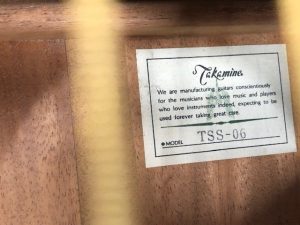 Takamine
We are manufacturing guitars conscientiously
for the musicians who love music and players
who love instruments indeed, expecting to be
used forever taking great care.
MODEL TSS-06